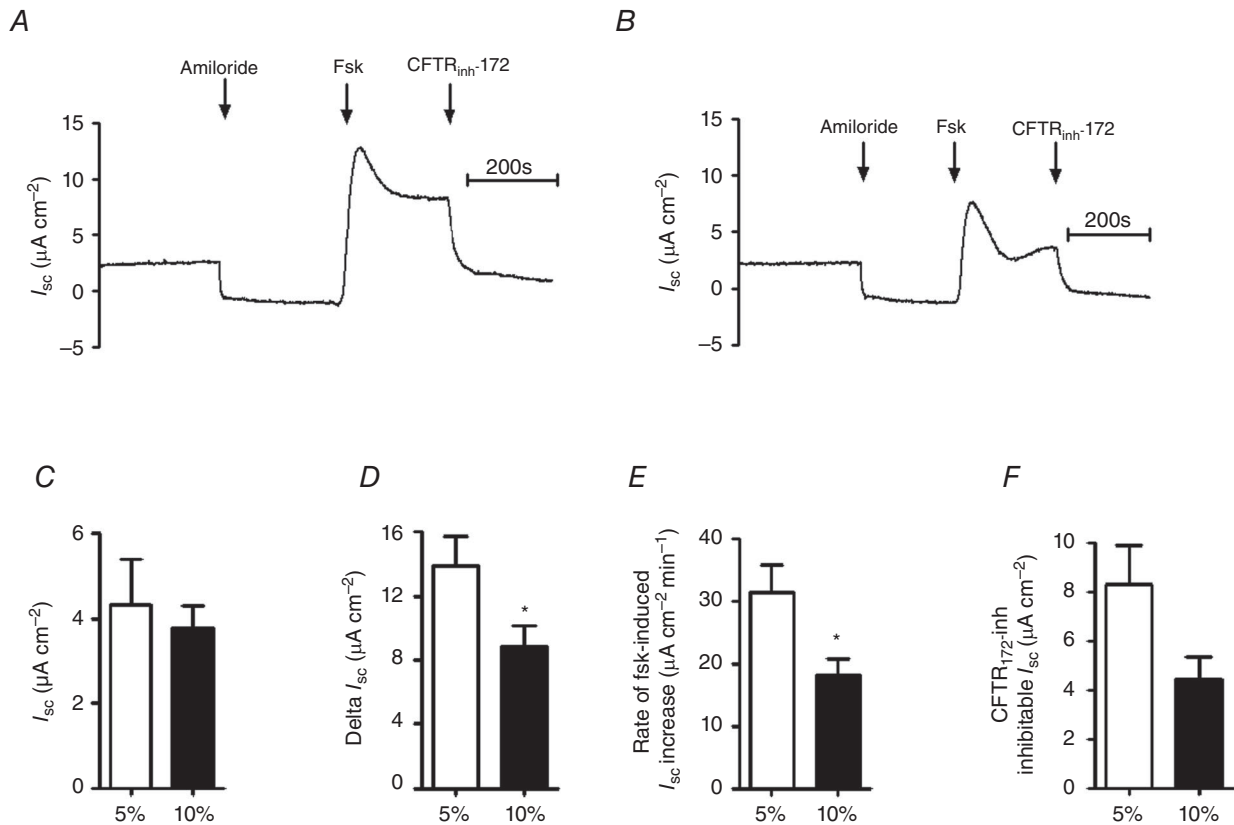 A
Amiloride
Fsk
CFTRinh-172
200s
15
10
5
0
–5
Isc (μA cm–2)
B
Amiloride
Fsk
CFTRinh-172
200s
15
10
5
0
–5
Isc (μA cm–2)
C
6
4
2
0
Isc (μA cm–2)
5%
10%
D
16
12
8
4
0
Delta Isc (μA cm–2)
*
5%
10%
E
40
30
20
10
0
Rate of fsk-induced
Isc increase (μA cm–2 min–1)
*
5%
10%
F
10
8
6
4
2
0
CFTR172-inh
inhibitable Isc (μA cm–2)
5%
10%